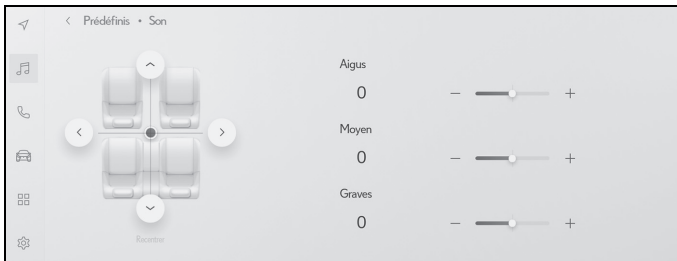 Prédéfinis • Son
Aigus
0
Moyen
0
Graves
0
Recentrer